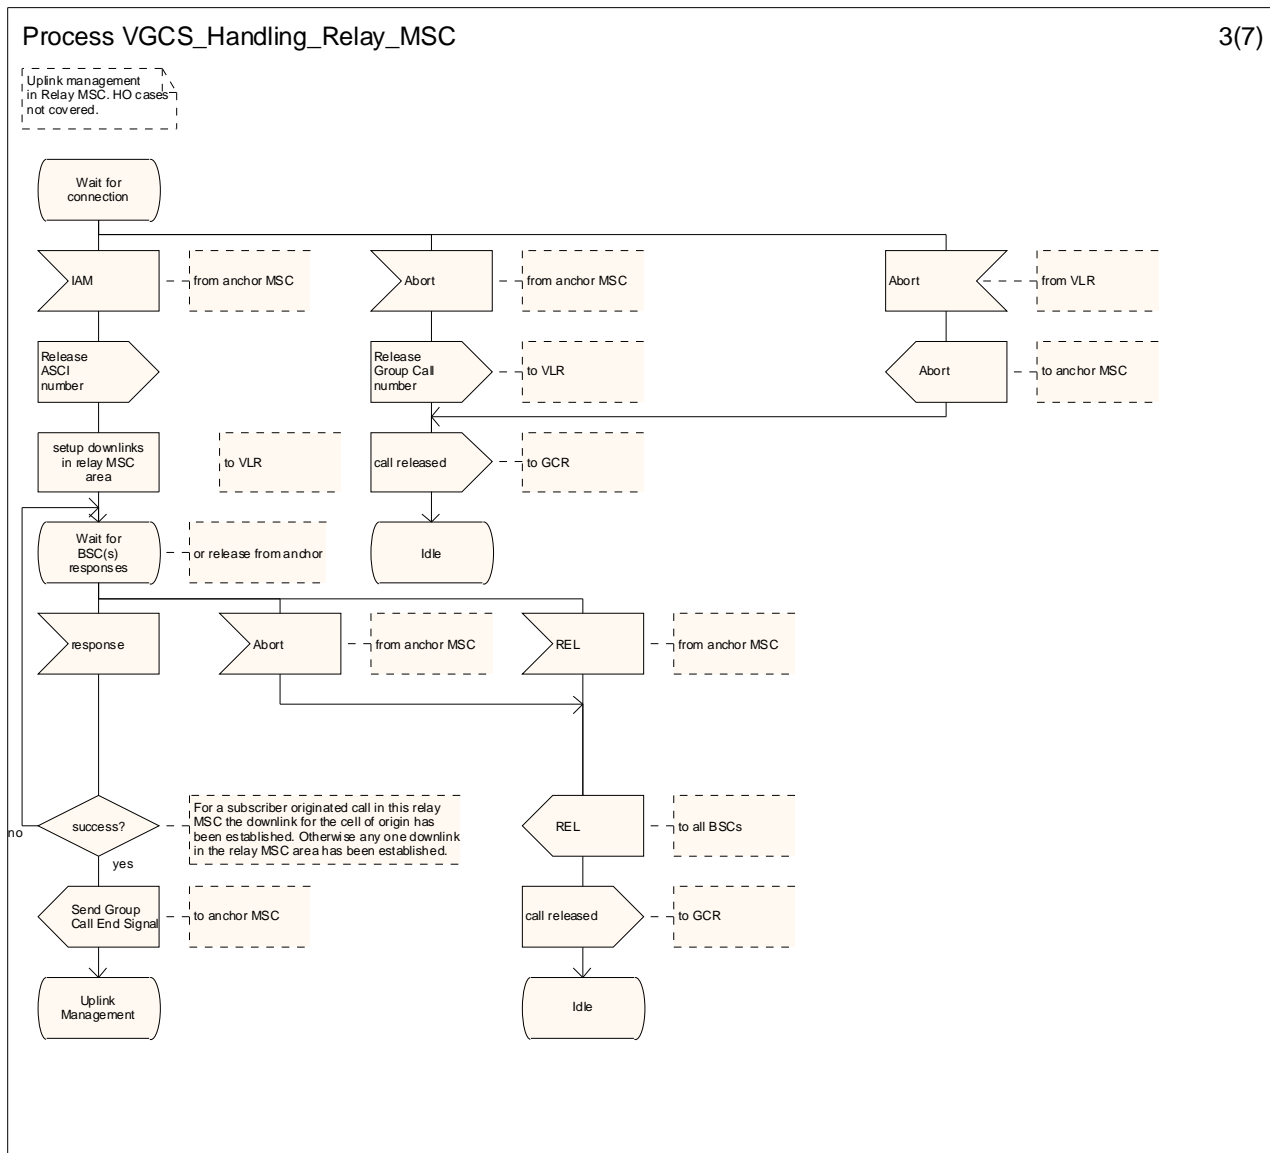 Process VGCS_Handling_Relay_MSC
3(7)
Uplink management
in Relay MSC. HO cases
not covered.
Wait for
connection
IAM
from anchor MSC
Abort
from anchor MSC
Abort
from VLR
Release
ASCI
number
Release
Group Call
number
to VLR
Abort
to anchor MSC
setup downlinks
in relay MSC
area
to VLR
call released
to GCR
Wait for
BSC(s)
responses
or release from anchor
Idle
response
Abort
from anchor MSC
REL
from anchor MSC
success?
no
yes
For a subscriber originated call in this relay
MSC the downlink for the cell of origin has
been established. Otherwise any one downlink
in the relay MSC area has been established.
REL
to all BSCs
Send Group
Call End Signal
to anchor MSC
call released
to GCR
Uplink
Management
Idle